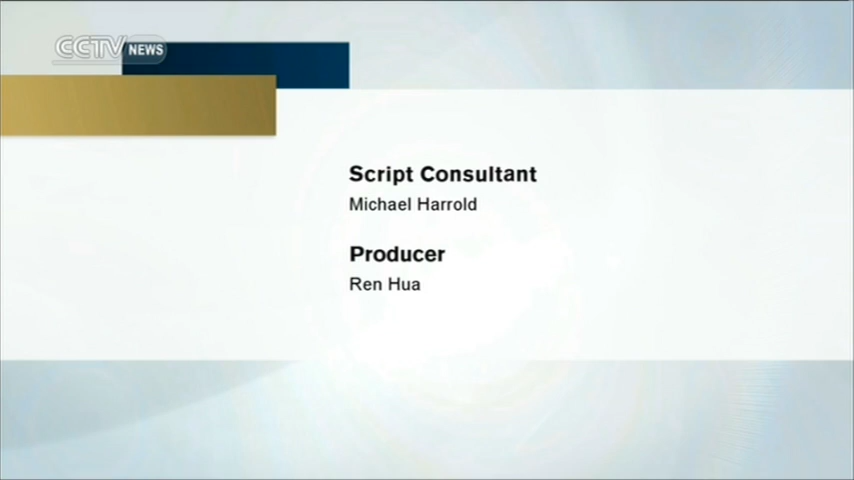 CCTV NEWS
Script Consultant
Michael Harrold
Producer
Ren Hua